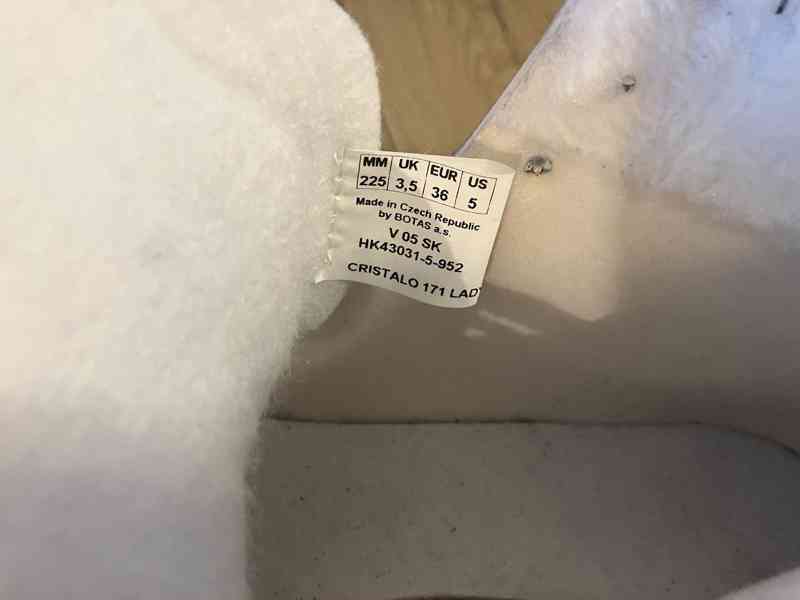 MM UK EUR US
225 3,5 36 5
Made in Czech Republic
by BOTAS a.s.
V 05 SK
HK43031-5-952
CRISTALO 171 LADY